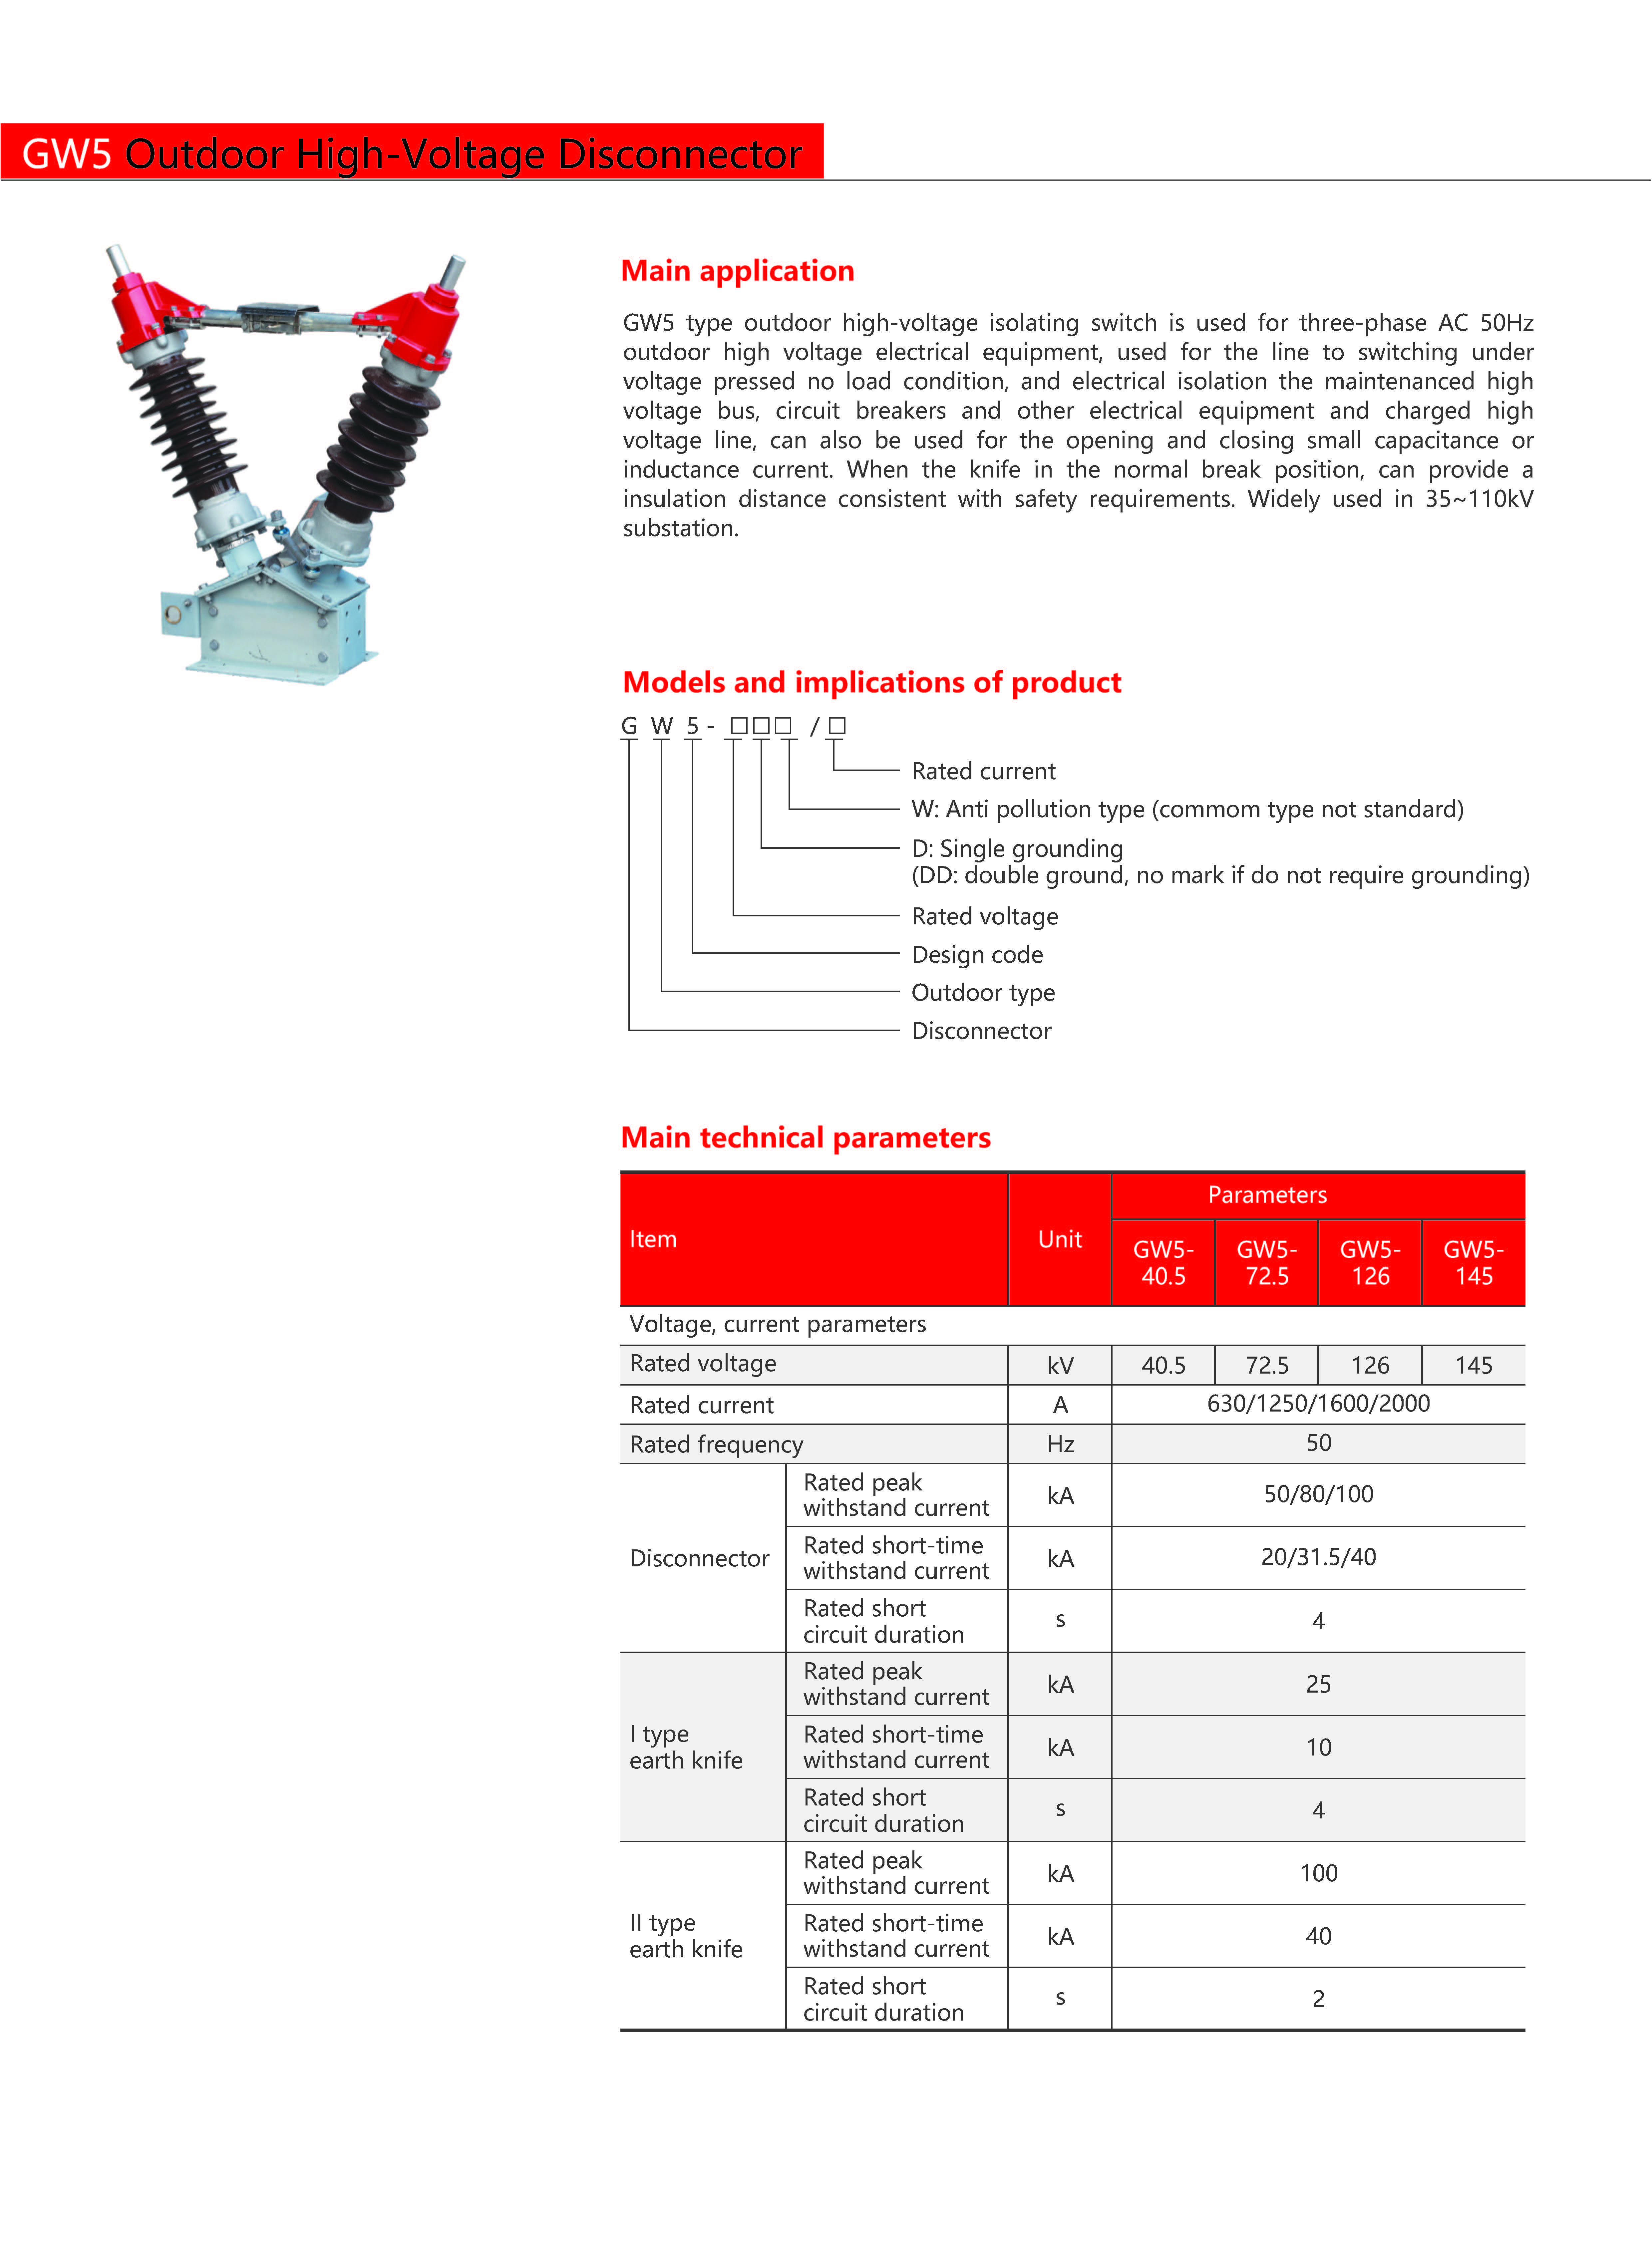 GW5 Outdoor High-Voltage Disconnector
Main application
GW5 type outdoor high-voltage isolating switch is used for three-phase AC 50Hz
outdoor high voltage electrical equipment, used for the line to switching under
voltage pressed no load condition, and electrical isolation the maintenanced high
voltage bus, circuit breakers and other electrical equipment and charged high
voltage line, can also be used for the opening and closing small capacitance or
inductance current. When the knife in the normal break position, can provide a
insulation distance consistent with safety requirements. Widely used in 35~110kV
substation.
Models and implications of product
G W 5 - □□□ / □
Rated current
W: Anti pollution type (commom type not standard)
D: Single grounding
(DD: double ground, no mark if do not require grounding)
Rated voltage
Design code
Outdoor type
Disconnector
Main technical parameters
Item Unit Parameters
GW5-40.5 GW5-72.5 GW5-126 GW5-145
Voltage, current parameters
Rated voltage kV 40.5 72.5 126 145
Rated current A 630/1250/1600/2000
Rated frequency Hz 50
Disconnector
Rated peak
withstand current kA 50/80/100
Rated short-time
withstand current kA 20/31.5/40
Rated short
circuit duration s 4
I type
earth knife
Rated peak
withstand current kA 25
Rated short-time
withstand current kA 10
Rated short
circuit duration s 4
II type
earth knife
Rated peak
withstand current kA 100
Rated short-time
withstand current kA 40
Rated short
circuit duration s 2